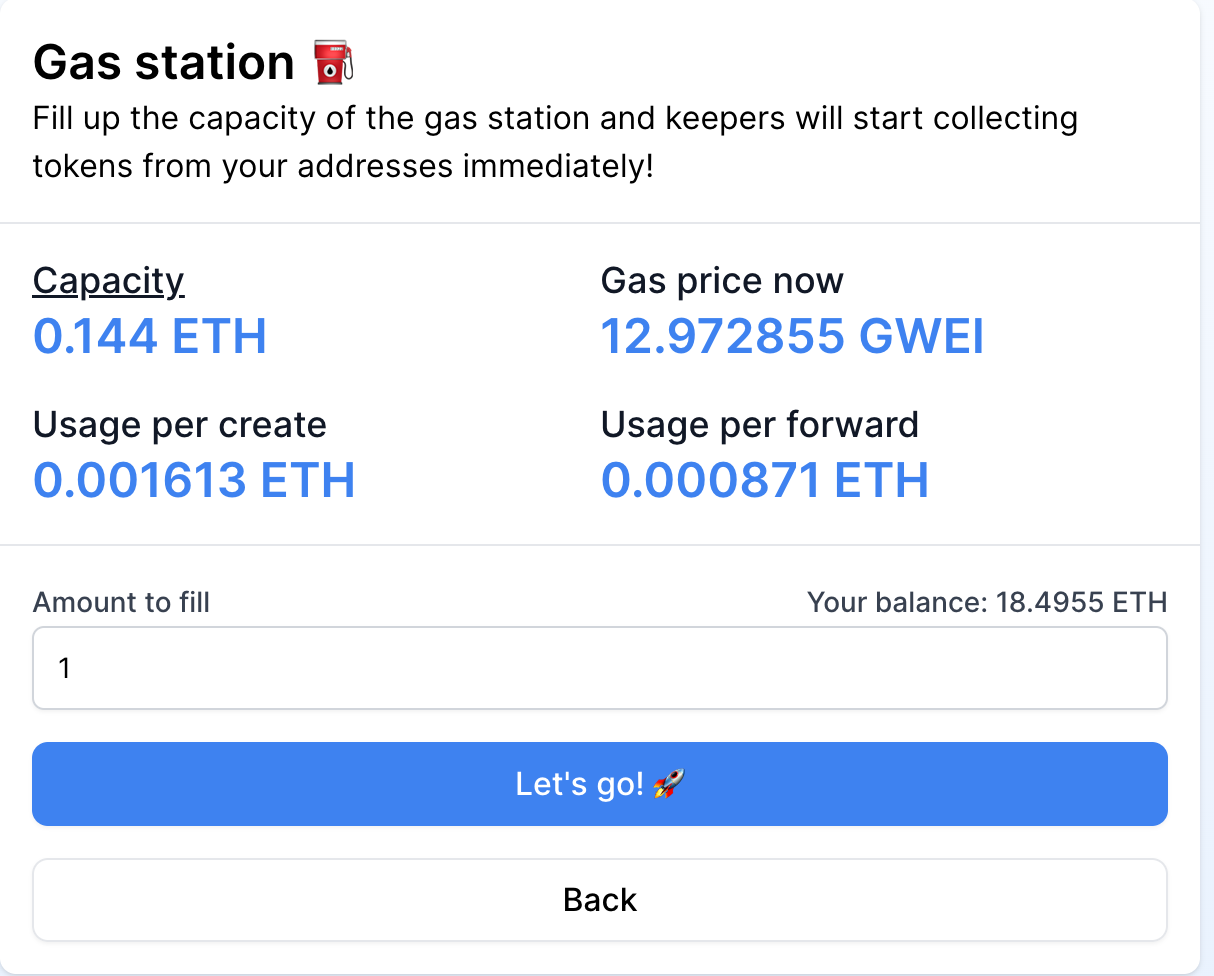 Gas station ⛽
Fill up the capacity of the gas station and keepers will start collecting
tokens from your addresses immediately!
Capacity
0.144 ETH
Gas price now
12.972855 GWEI
Usage per create
0.001613 ETH
Usage per forward
0.000871 ETH
Amount to fill
Your balance: 18.4955 ETH
1
Let's go! 🚀
Back